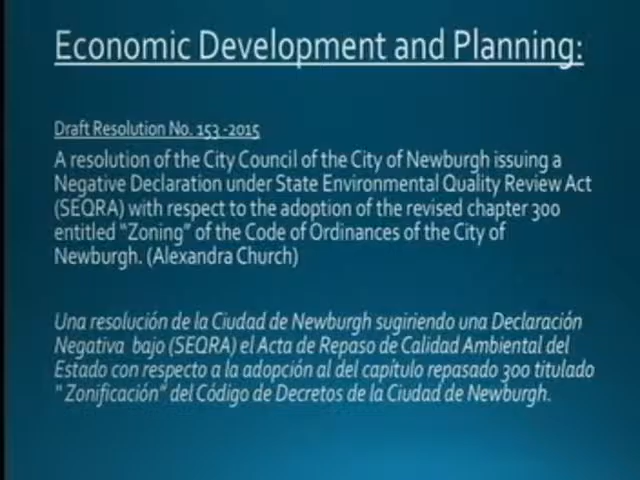 Economic Development and Planning:
Draft Resolution No. 153 -2015
A resolution of the City Council of the City of Newburgh issuing a
Negative Declaration under State Environmental Quality Review Act
(SEQRA) with respect to the adoption of the revised chapter 300
entitled "Zoning" of the Code of Ordinances of the City of
Newburgh. (Alexandra Church)
Una resolución de la Ciudad de Newburgh sugiriendo una Declaración
Negativa bajo (SEQRA) el Acta de Repaso de Calidad Ambiental del
Estado con respecto a la adopción al del capítulo repasado 300 titulado
" Zonificación" del Código de Decretos de la Ciudad de Newburgh.